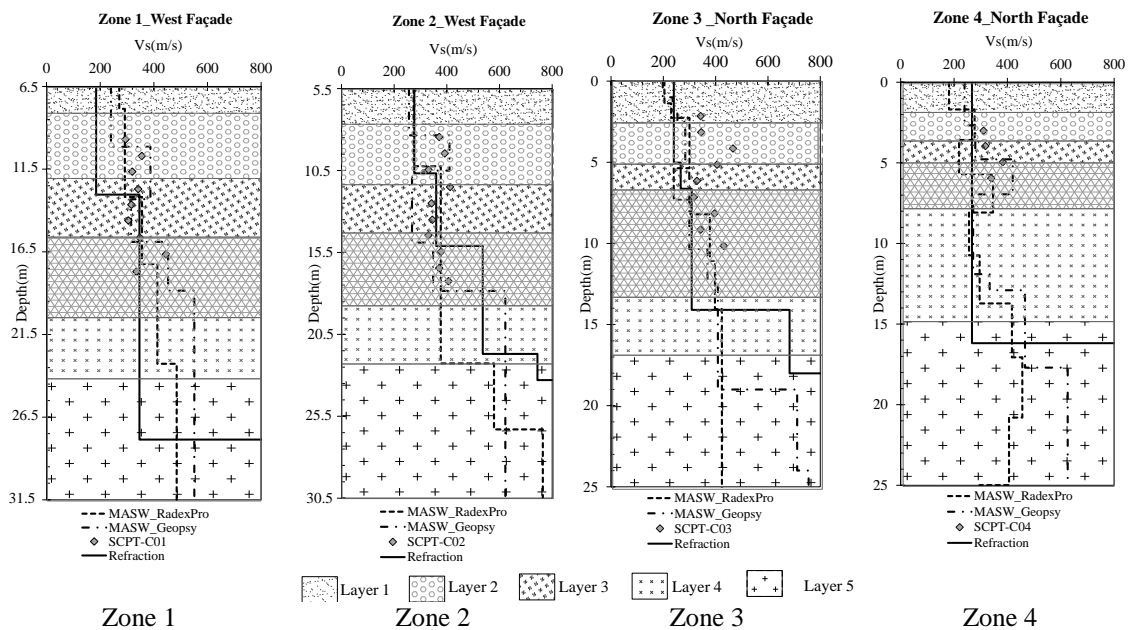 Zone 1_West Façade
Vs(m/s)
0 200 400 600 800
6.5
11.5
16.5
21.5
26.5
31.5
Depth(m)
MASW_RadexPro
MASW_Geopsy
SCPT-C01
Refraction
Zone 2_West Façade
Vs(m/s)
0 200 400 600 800
5.5
10.5
15.5
20.5
25.5
30.5
Depth(m)
MASW_RadexPro
MASW_Geopsy
SCPT-C02
Refraction
Zone 3 _North Façade
Vs(m/s)
0 200 400 600 800
0
5
10
15
20
25
Depth(m)
MASW_RadexPro
MASW_Geopsy
SCPT-C03
Refraction
Zone 4_North Façade
Vs(m/s)
0 200 400 600 800
0
5
10
15
20
25
Depth(m)
MASW_RadexPro
MASW_Geopsy
SCPT-C04
Refraction
Layer 1 Layer 2 Layer 3 Layer 4 Layer 5
Zone 1 Zone 2 Zone 3 Zone 4